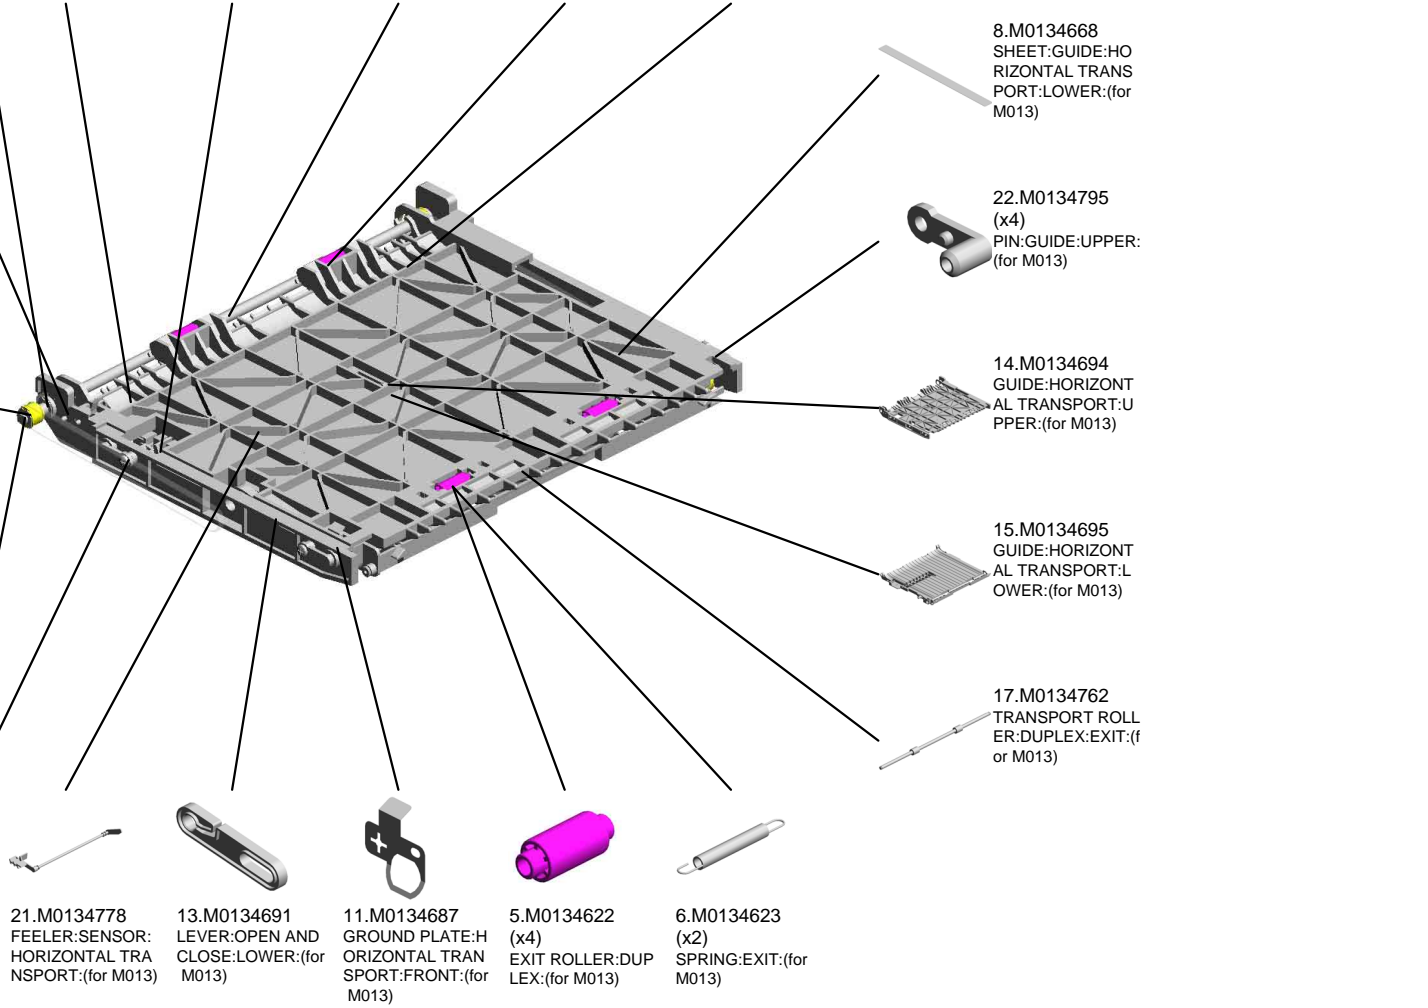 8.M0134668
SHEET:GUIDE:HO
RIZONTAL TRANS
PORT:LOWER:(for
M013)
22.M0134795
(x4)
PIN:GUIDE:UPPER:
(for M013)
14.M0134694
GUIDE:HORIZONT
AL TRANSPORT:U
PPER:(for M013)
15.M0134695
GUIDE:HORIZONT
AL TRANSPORT:L
OWER:(for M013)
17.M0134762
TRANSPORT ROLL
ER:DUPLEX:EXIT:(f
or M013)
21.M0134778
FEELER:SENSOR:
HORIZONTAL TRA
NSPORT:(for M013)
13.M0134691
LEVER:OPEN AND
CLOSE:LOWER:(for
M013)
11.M0134687
GROUND PLATE:H
ORIZONTAL TRAN
SPORT:FRONT:(for
M013)
5.M0134622
(x4)
EXIT ROLLER:DUP
LEX:(for M013)
6.M0134623
(x2)
SPRING:EXIT:(for
M013)